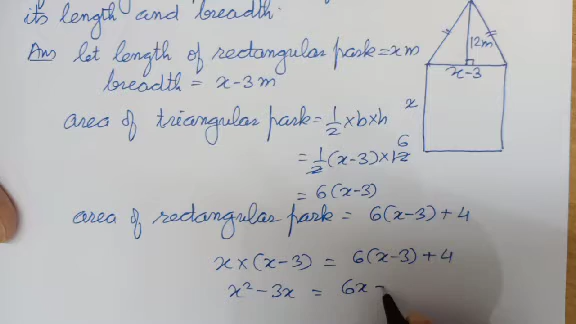 its length and breadth.
Ans let length of rectangular park = x m
breadth = x-3 m
area of triangular park = 1/2 × b × h
= 1/2 (x-3) × 12 6
= 6(x-3)
area of rectangular park = 6(x-3) + 4
x × (x-3) = 6(x-3) + 4
x² - 3x = 6x -
12m
x-3
x